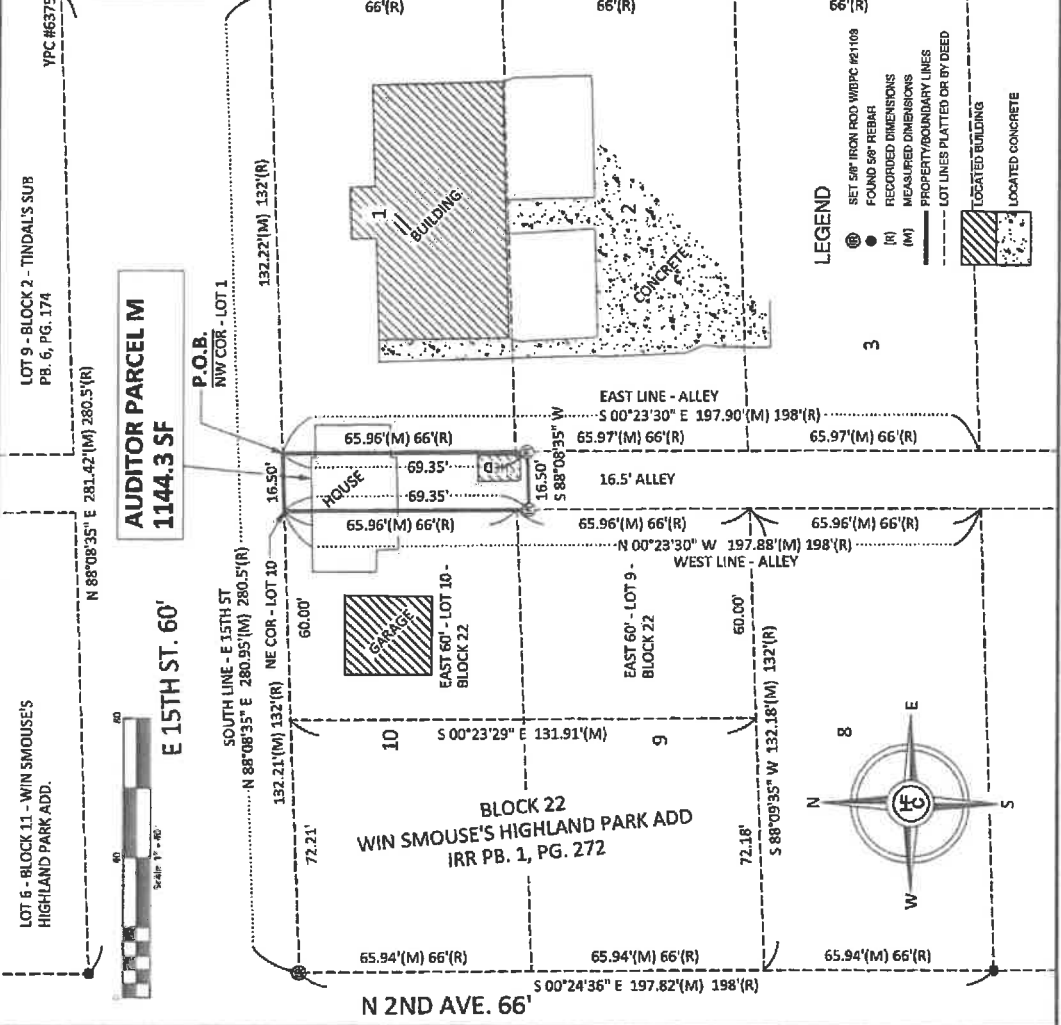 YPC #6375
66'(R)
66'(R)
66'(R)
LOT 9 - BLOCK 2 - TINDAL'S SUB
PB. 6, PG. 174
LOT 6 - BLOCK 11 - WIN SMOUSE'S
HIGHLAND PARK ADD.
N 88°08'35" E 281.42'(M) 280.5'(R)
AUDITOR PARCEL M
1144.3 SF
P.O.B.
NW COR - LOT 1
E 15TH ST. 60'
0
40
80
Scale 1" = 40'
SOUTH LINE - E 15TH ST
N 88°08'35" E 280.95'(M) 280.5'(R)
132.21'(M) 132'(R)
NE COR - LOT 10
132.22'(M) 132'(R)
72.21'
60.00'
16.50'
HOUSE
65.96'(M) 66'(R)
69.35'
69.35'
65.96'(M) 66'(R)
SHED
16.50'
S 88°08'35" W
EAST LINE - ALLEY
S 00°23'30" E 197.90'(M) 198'(R)
65.97'(M) 66'(R)
65.97'(M) 66'(R)
16.5' ALLEY
65.96'(M) 66'(R)
65.96'(M) 66'(R)
N 00°23'30" W 197.88'(M) 198'(R)
WEST LINE - ALLEY
GARAGE
EAST 60' - LOT 10 -
BLOCK 22
EAST 60' - LOT 9 -
BLOCK 22
60.00'
10
S 00°23'29" E 131.91'(M)
9
8
BLOCK 22
WIN SMOUSE'S HIGHLAND PARK ADD
IRR PB. 1, PG. 272
72.18'
S 88°09'35" W 132.18'(M) 132'(R)
65.94'(M) 66'(R)
65.94'(M) 66'(R)
65.94'(M) 66'(R)
S 00°24'36" E 197.82'(M) 198'(R)
N 2ND AVE. 66'
1
BUILDING
2
CONCRETE
3
LEGEND
SET 5/8" IRON ROD W/BPC #21103
FOUND 5/8" REBAR
(R) RECORDED DIMENSIONS
(M) MEASURED DIMENSIONS
PROPERTY/BOUNDARY LINES
LOT LINES PLATTED OR BY DEED
LOCATED BUILDING
LOCATED CONCRETE
N
E
S
W